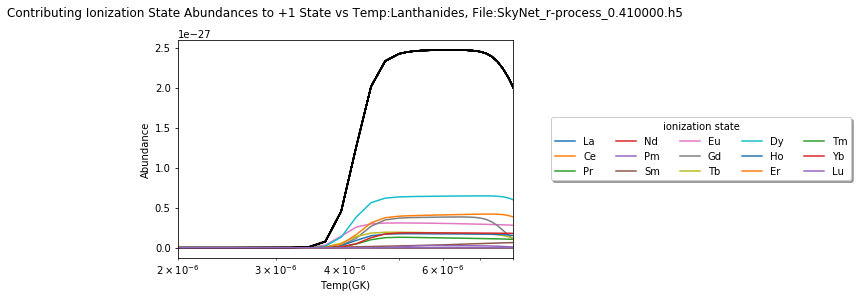 Contributing Ionization State Abundances to +1 State vs Temp:Lanthanides, File:SkyNet_r-process_0.410000.h5
1e−27
2.5
2.0
1.5
1.0
0.5
0.0
Abundance
2 × 10⁻⁶ 3 × 10⁻⁶ 4 × 10⁻⁶ 6 × 10⁻⁶
Temp(GK)
ionization state
La Nd Eu Dy Tm
Ce Pm Gd Ho Yb
Pr Sm Tb Er Lu